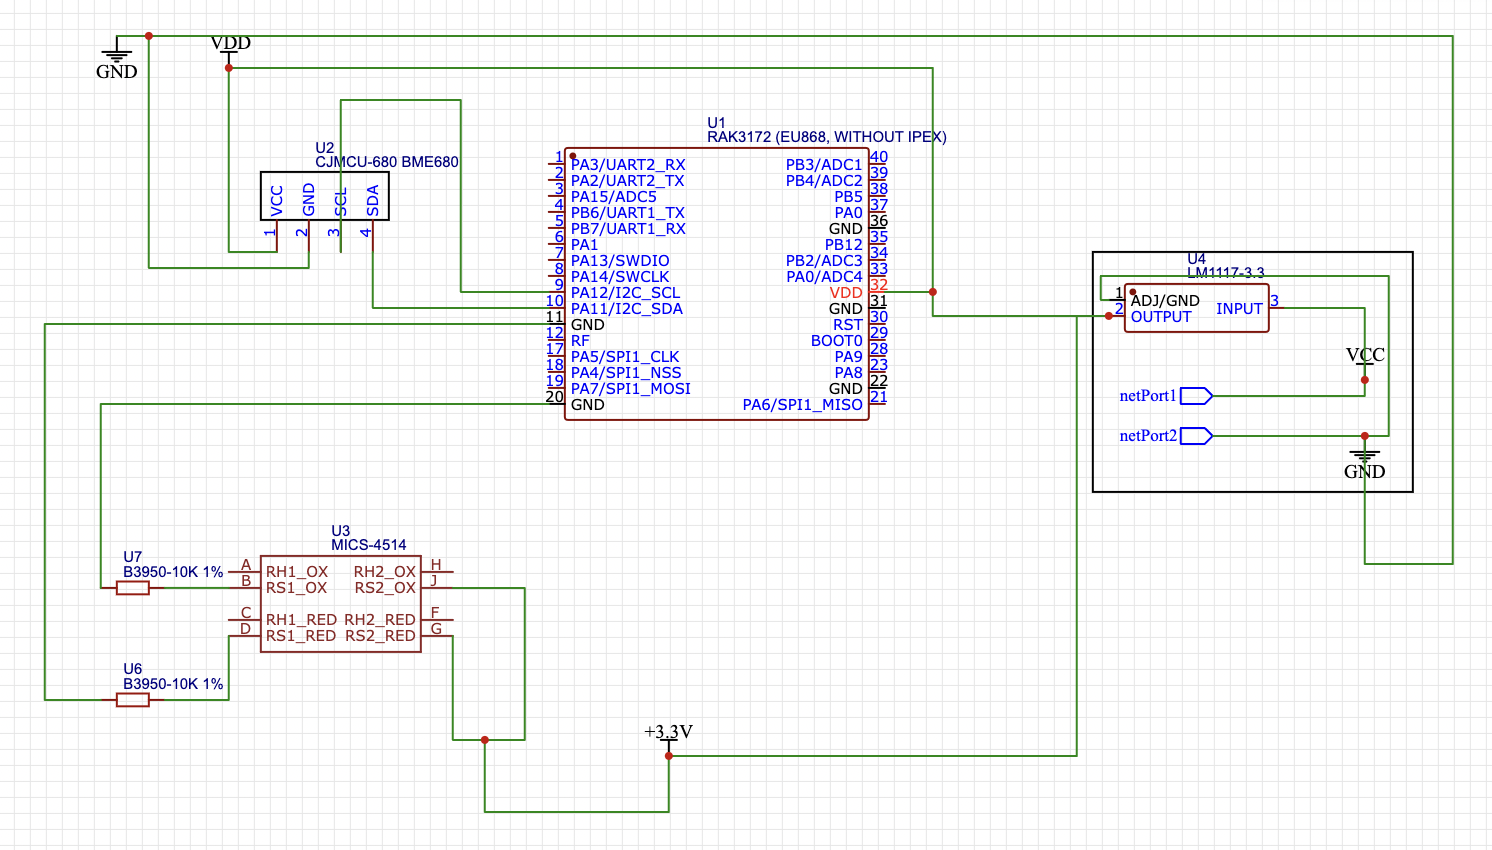 VDD
GND
U1
RAK3172 (EU868, WITHOUT IPEX)
U2
CJMCU-680 BME680
VCC
GND
SCL
SDA
1
2
3
4
1 PA3/UART2_RX
2 PA2/UART2_TX
3 PA15/ADC5
4 PB6/UART1_TX
5 PB7/UART1_RX
6 PA1
7 PA13/SWDIO
8 PA14/SWCLK
9 PA12/I2C_SCL
10 PA11/I2C_SDA
11 GND
12 RF
17 PA5/SPI1_CLK
18 PA4/SPI1_NSS
19 PA7/SPI1_MOSI
20 GND
PB3/ADC1 40
PB4/ADC2 39
PB5 38
PA0 37
GND 36
PB12 35
PB2/ADC3 34
PA0/ADC4 33
VDD 32
GND 31
RST 30
BOOT0 29
PA9 28
PA8 23
GND 22
PA6/SPI1_MISO 21
U4
LM1117-3.3
1 ADJ/GND
2 OUTPUT
INPUT 3
VCC
netPort1
netPort2
GND
U3
MICS-4514
U7
B3950-10K 1%
A RH1_OX RH2_OX H
B RS1_OX RS2_OX J
C RH1_RED RH2_RED F
D RS1_RED RS2_RED G
U6
B3950-10K 1%
+3.3V